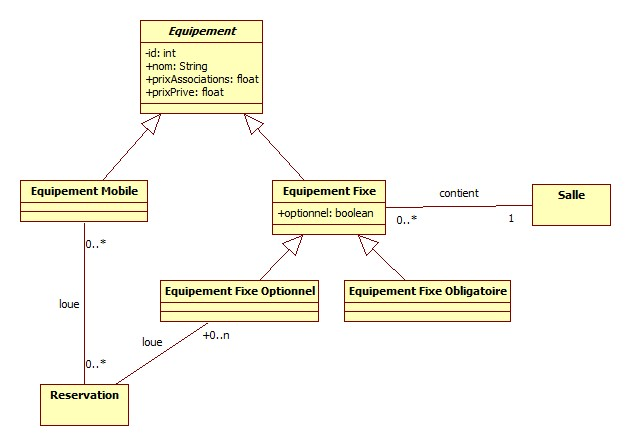 Equipement
-id: int
+nom: String
+prixAssociations: float
+prixPrive: float
Equipement Mobile
Equipement Fixe
+optionnel: boolean
contient
0..*
1
Salle
0..*
Equipement Fixe Optionnel
Equipement Fixe Obligatoire
loue
loue
+0..n
0..*
Reservation